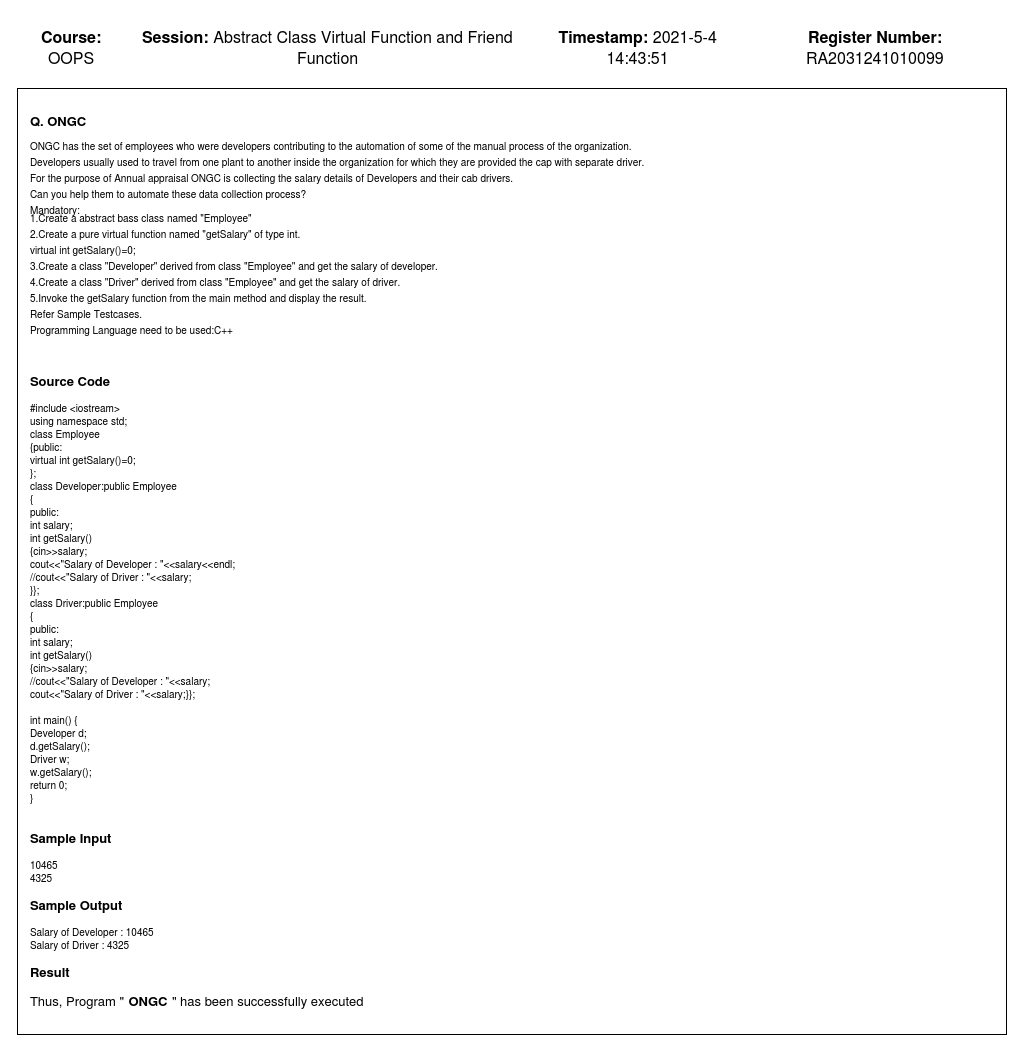 Course:
OOPS
Session: Abstract Class Virtual Function and Friend
Function
Timestamp: 2021-5-4
14:43:51
Register Number:
RA2031241010099
Q. ONGC
ONGC has the set of employees who were developers contributing to the automation of some of the manual process of the organization.
Developers usually used to travel from one plant to another inside the organization for which they are provided the cap with separate driver.
For the purpose of Annual appraisal ONGC is collecting the salary details of Developers and their cab drivers.
Can you help them to automate these data collection process?
Mandatory:
1.Create a abstract bass class named "Employee"
2.Create a pure virtual function named "getSalary" of type int.
virtual int getSalary()=0;
3.Create a class "Developer" derived from class "Employee" and get the salary of developer.
4.Create a class "Driver" derived from class "Employee" and get the salary of driver.
5.Invoke the getSalary function from the main method and display the result.
Refer Sample Testcases.
Programming Language need to be used:C++
Source Code
#include <iostream>
using namespace std;
class Employee
{public:
virtual int getSalary()=0;
};
class Developer:public Employee
{
public:
int salary;
int getSalary()
{cin>>salary;
cout<<"Salary of Developer : "<<salary<<endl;
//cout<<"Salary of Driver : "<<salary;
}};
class Driver:public Employee
{
public:
int salary;
int getSalary()
{cin>>salary;
//cout<<"Salary of Developer : "<<salary;
cout<<"Salary of Driver : "<<salary;}};
int main() {
Developer d;
d.getSalary();
Driver w;
w.getSalary();
return 0;
}
Sample Input
10465
4325
Sample Output
Salary of Developer : 10465
Salary of Driver : 4325
Result
Thus, Program " ONGC " has been successfully executed